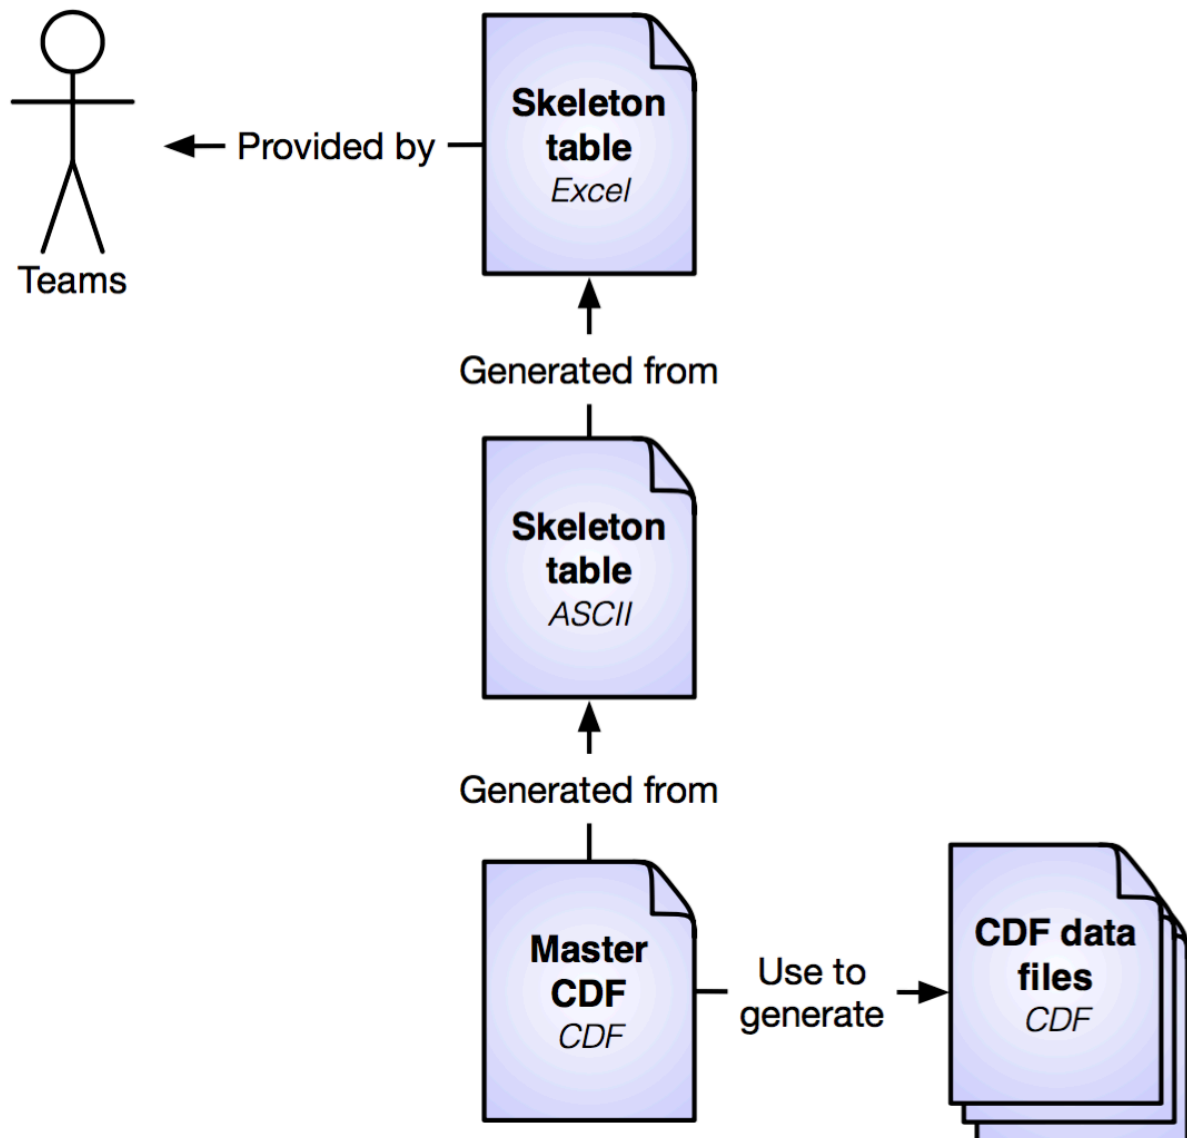 Skeleton
table
Excel
Provided by
Teams
Generated from
Skeleton
table
ASCII
Generated from
Master
CDF
CDF
Use to
generate
CDF data
files
CDF